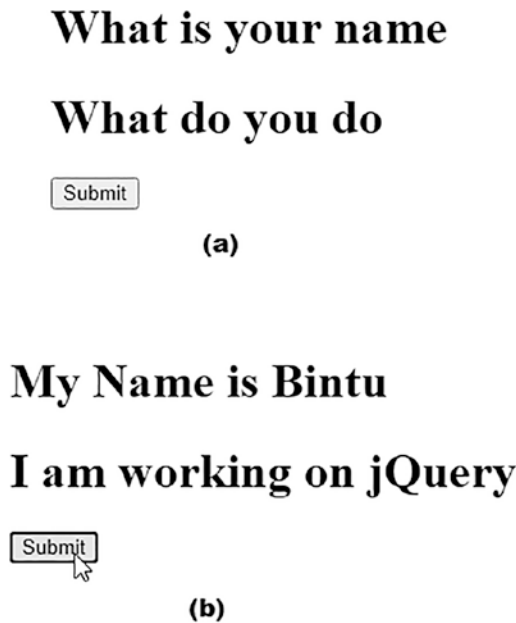 What is your name
What do you do
Submit
(a)
My Name is Bintu
I am working on jQuery
Submit
(b)